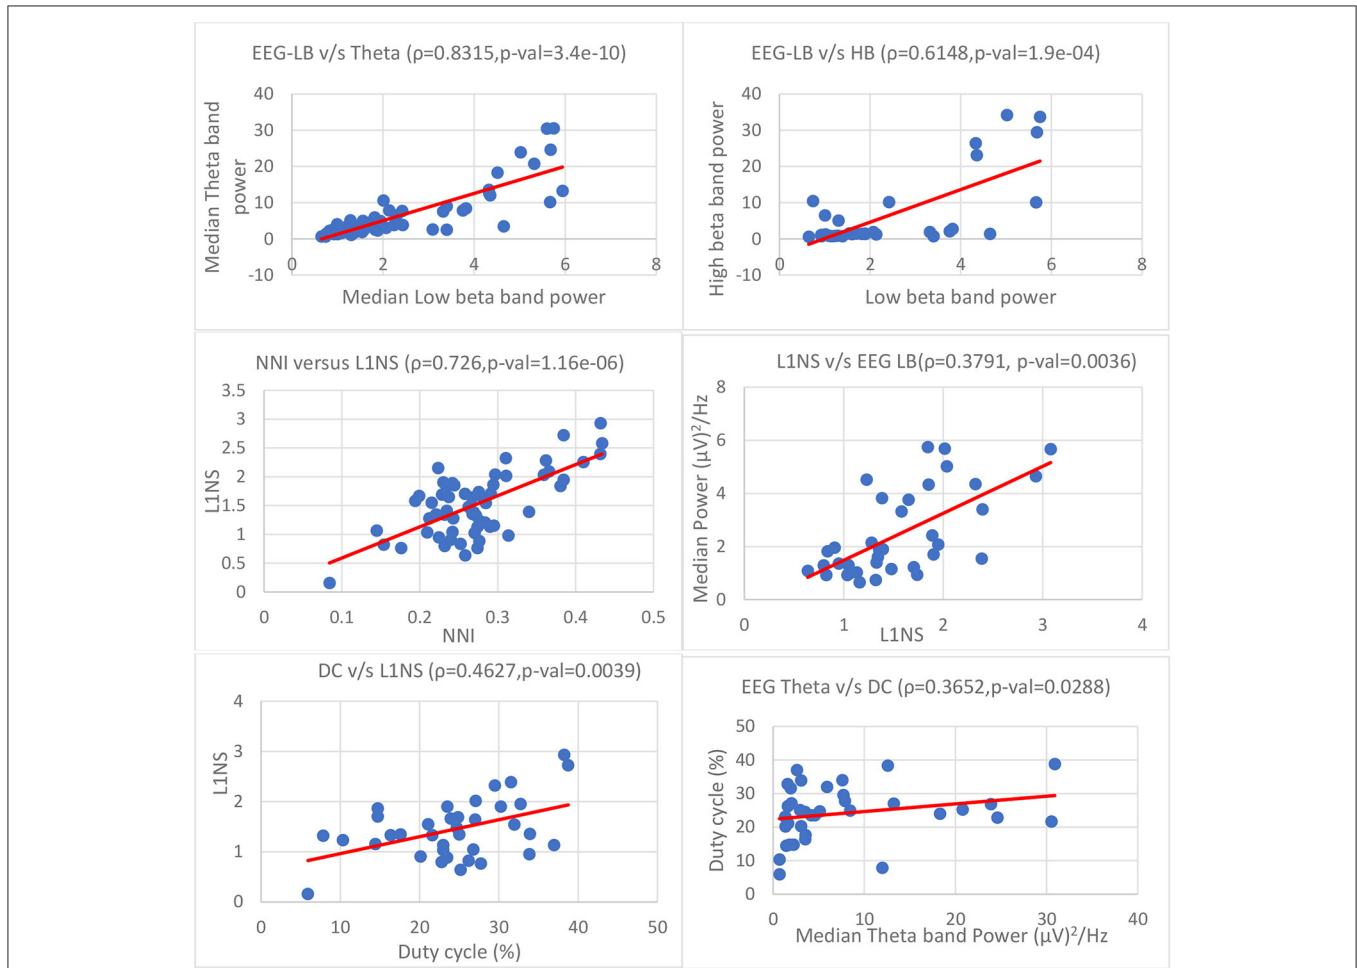 EEG-LB v/s Theta (ρ=0.8315,p-val=3.4e-10)
Median Theta band
power
40
30
20
10
0
-10
0 2 4 6 8
Median Low beta band power
EEG-LB v/s HB (ρ=0.6148,p-val=1.9e-04)
High beta band power
40
30
20
10
0
-10
0 2 4 6 8
Low beta band power
NNI versus L1NS (ρ=0.726,p-val=1.16e-06)
L1NS
3.5
3
2.5
2
1.5
1
0.5
0
0 0.1 0.2 0.3 0.4 0.5
NNI
L1NS v/s EEG LB(ρ=0.3791, p-val=0.0036)
Median Power (μV)²/Hz
8
6
4
2
0
0 1 2 3 4
L1NS
DC v/s L1NS (ρ=0.4627,p-val=0.0039)
L1NS
4
3
2
1
0
0 10 20 30 40 50
Duty cycle (%)
EEG Theta v/s DC (ρ=0.3652,p-val=0.0288)
Duty cycle (%)
50
40
30
20
10
0
0 10 20 30 40
Median Theta band Power (μV)²/Hz